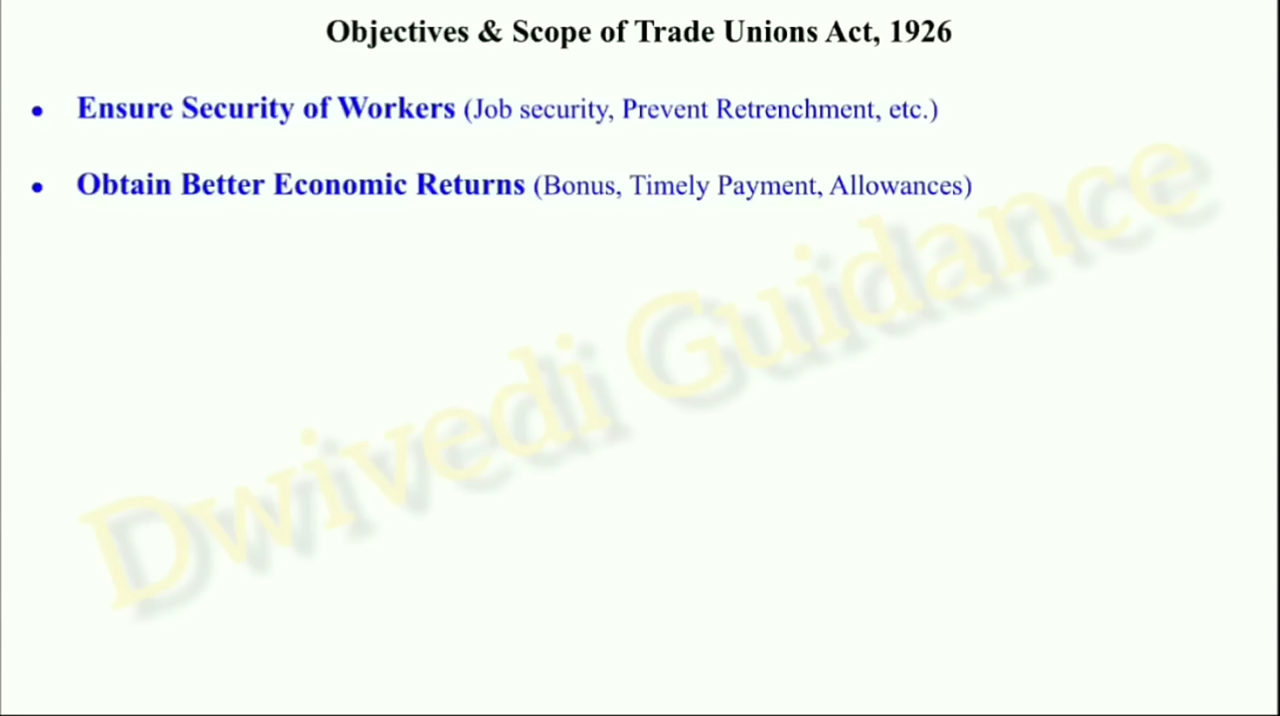 Objectives & Scope of Trade Unions Act, 1926
• Ensure Security of Workers (Job security, Prevent Retrenchment, etc.)
• Obtain Better Economic Returns (Bonus, Timely Payment, Allowances)
Dwivedi Guidance